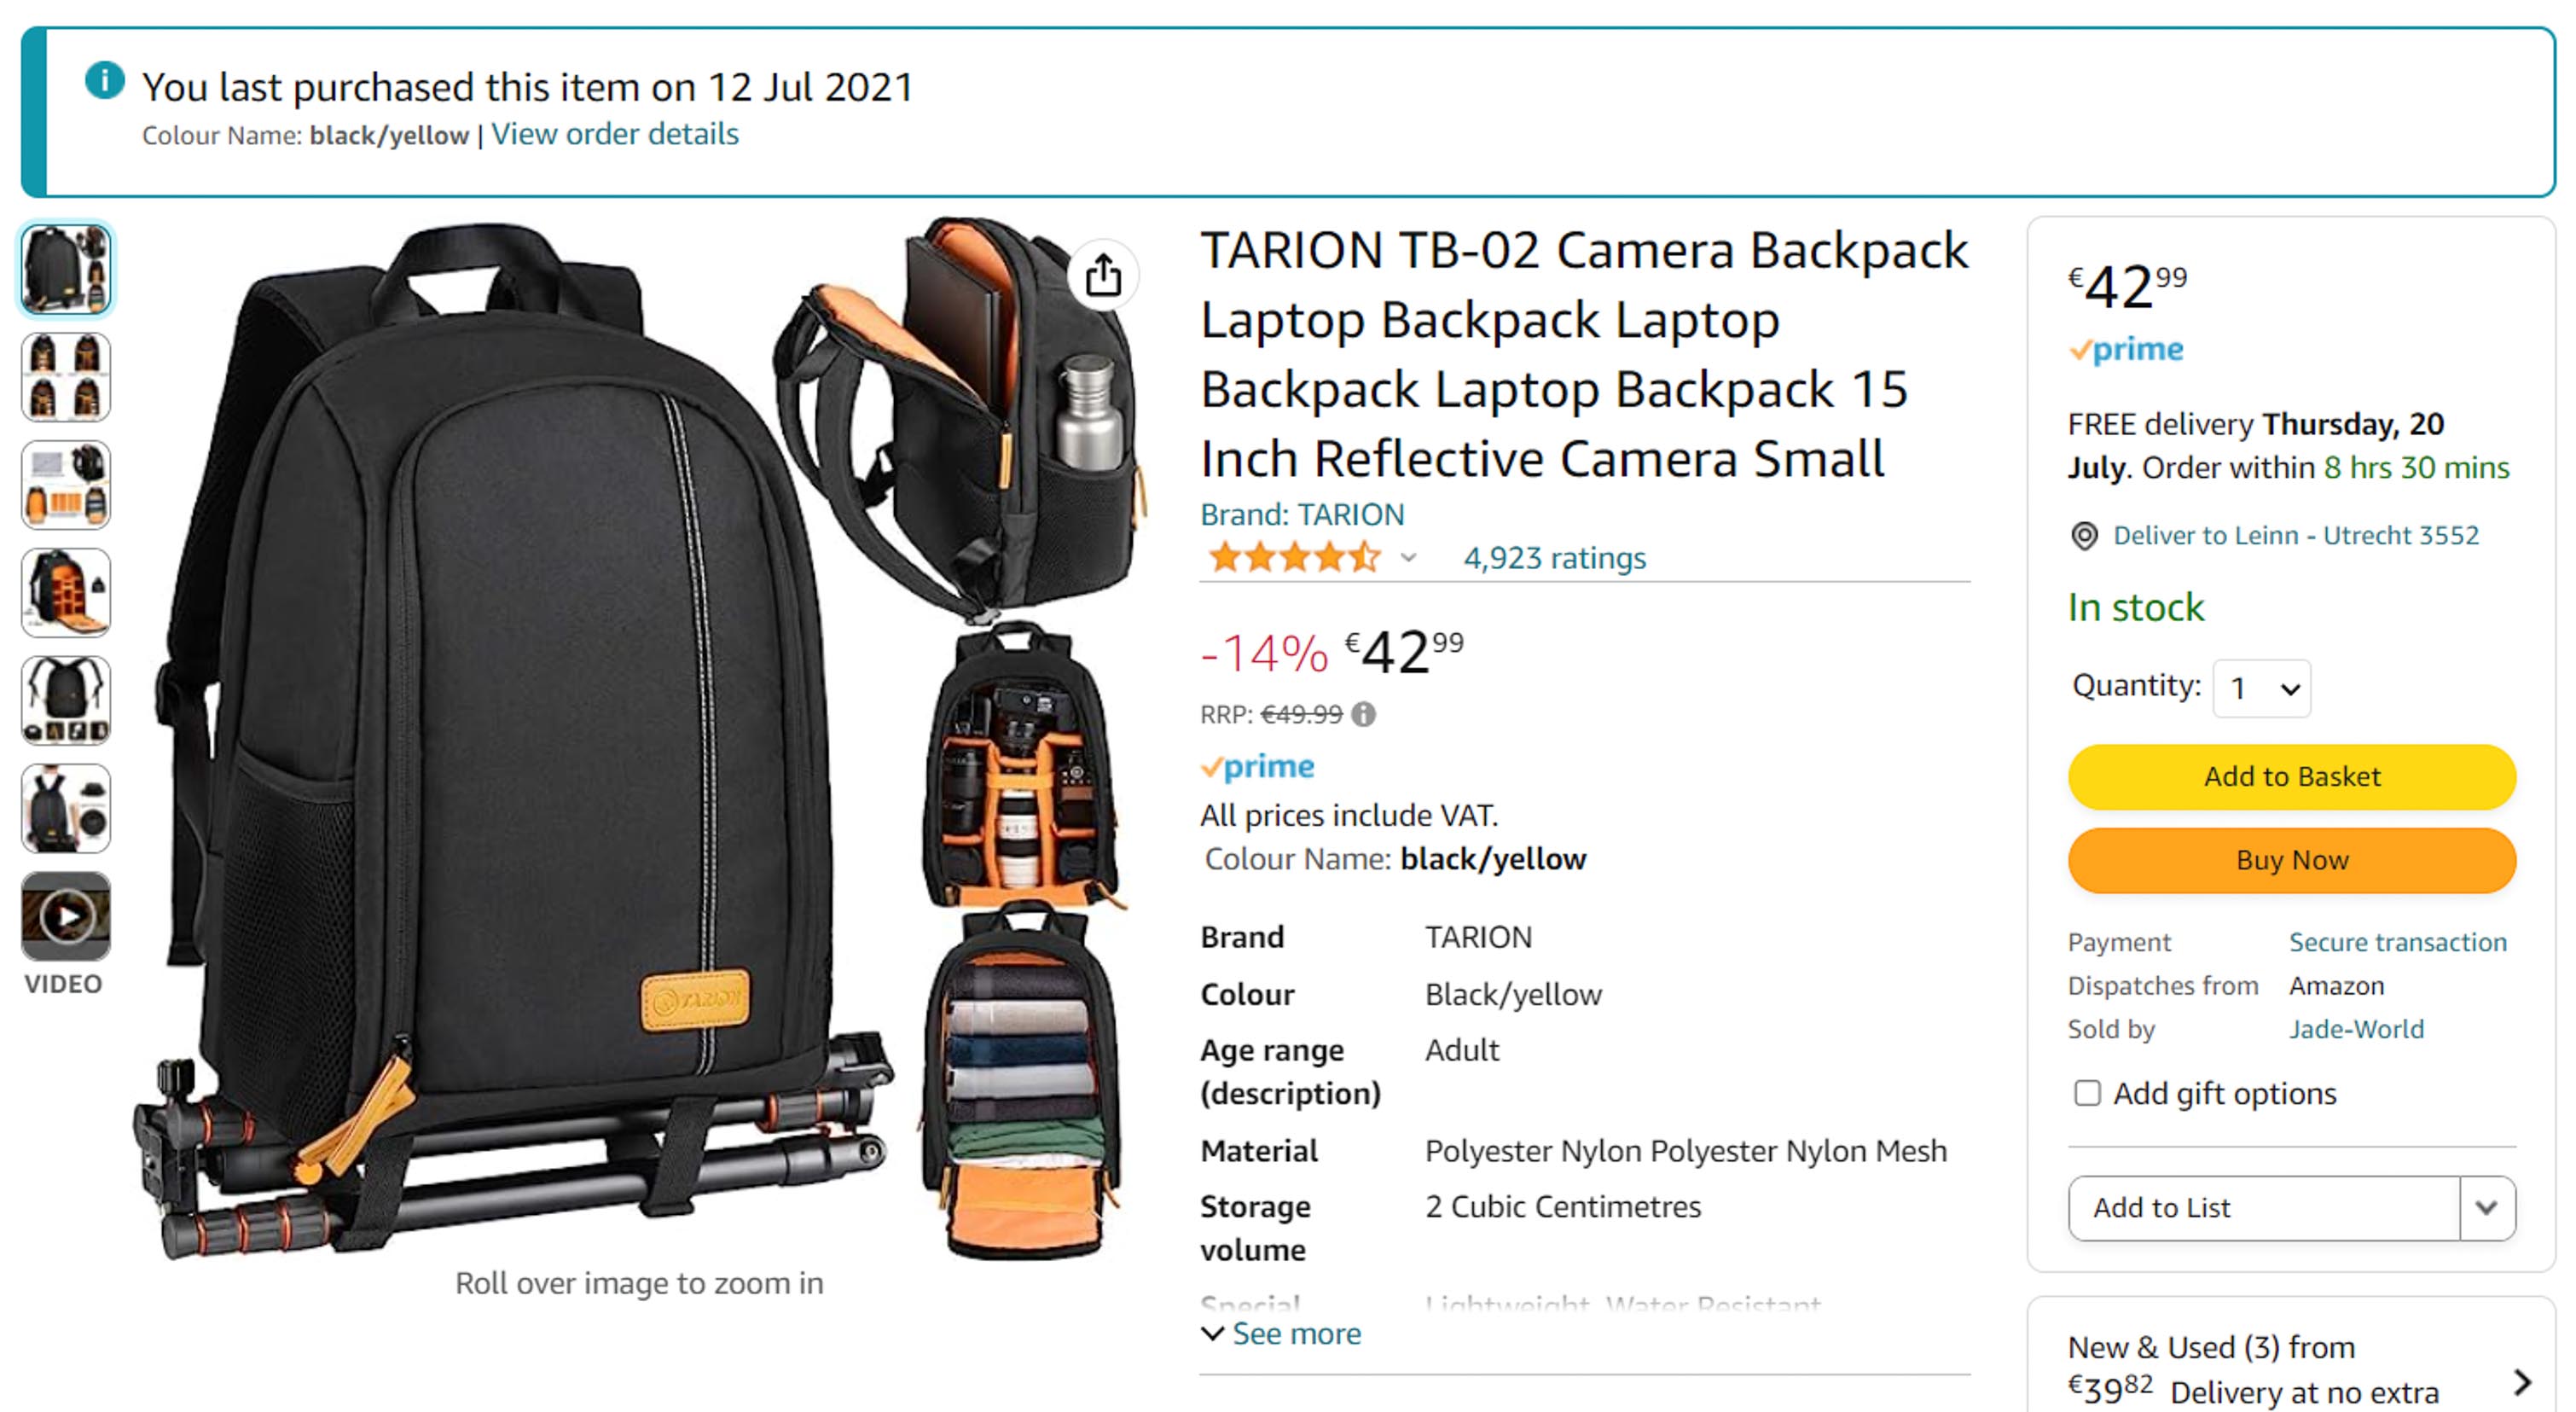 You last purchased this item on 12 Jul 2021
Colour Name: black/yellow | View order details
VIDEO
TARION
Roll over image to zoom in
TARION TB-02 Camera Backpack
Laptop Backpack Laptop
Backpack Laptop Backpack 15
Inch Reflective Camera Small
Brand: TARION
4,923 ratings
-14% €4299
RRP: €49.99
prime
All prices include VAT.
Colour Name: black/yellow
Brand TARION
Colour Black/yellow
Age range Adult
(description)
Material Polyester Nylon Polyester Nylon Mesh
Storage 2 Cubic Centimetres
volume
Special Lightweight, Water Resistant
See more
€4299
prime
FREE delivery Thursday, 20
July. Order within 8 hrs 30 mins
Deliver to Leinn - Utrecht 3552
In stock
Quantity: 1
Add to Basket
Buy Now
Payment Secure transaction
Dispatches from Amazon
Sold by Jade-World
Add gift options
Add to List
New & Used (3) from
€3982 Delivery at no extra